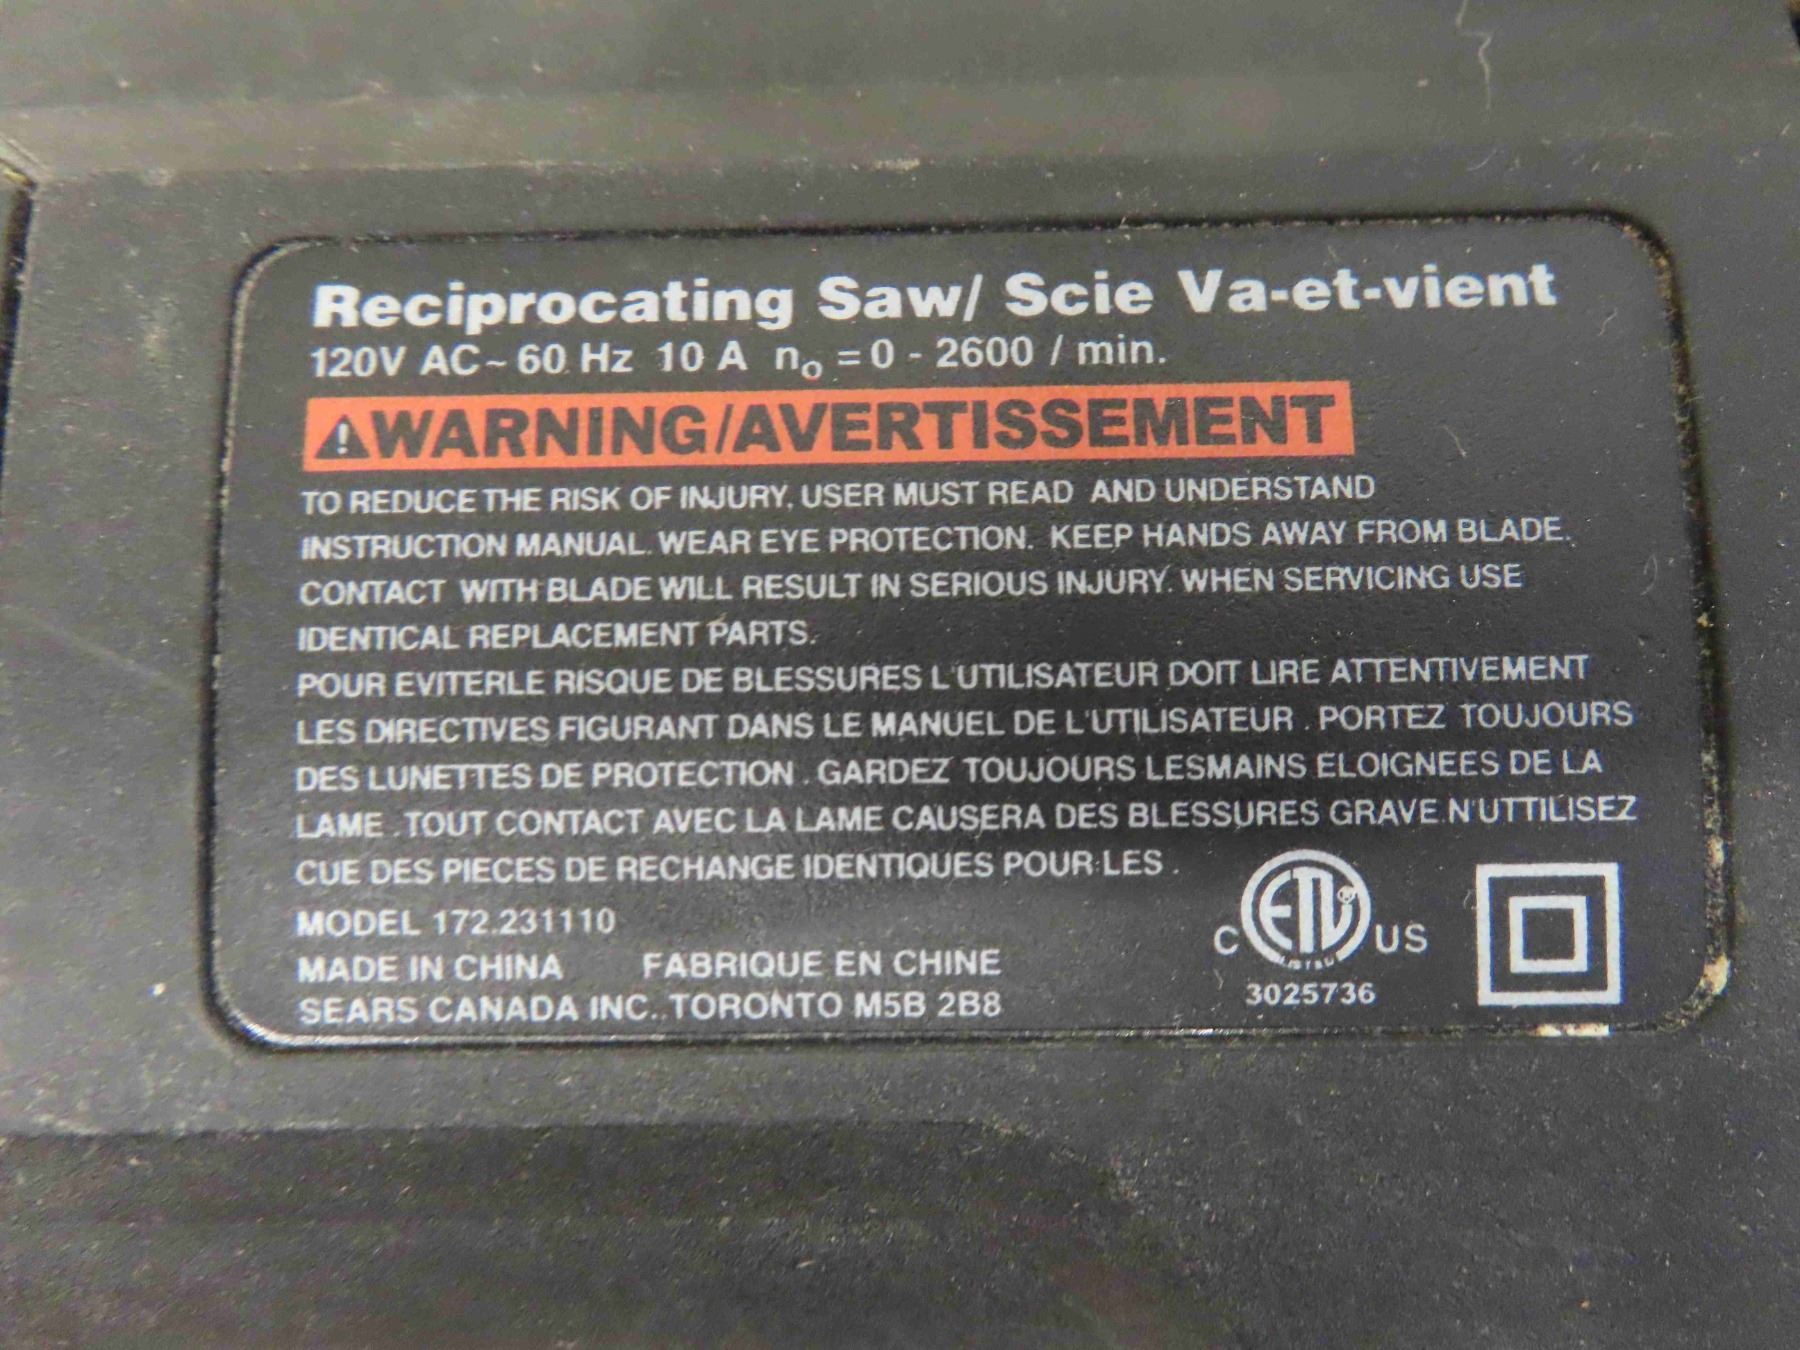 Reciprocating Saw/ Scie Va-et-vient
120V AC~ 60 Hz 10 A no = 0 - 2600 / min.
WARNING/AVERTISSEMENT
TO REDUCE THE RISK OF INJURY, USER MUST READ AND UNDERSTAND
INSTRUCTION MANUAL. WEAR EYE PROTECTION. KEEP HANDS AWAY FROM BLADE.
CONTACT WITH BLADE WILL RESULT IN SERIOUS INJURY. WHEN SERVICING USE
IDENTICAL REPLACEMENT PARTS.
POUR EVITERLE RISQUE DE BLESSURES L'UTILISATEUR DOIT LIRE ATTENTIVEMENT
LES DIRECTIVES FIGURANT DANS LE MANUEL DE L'UTILISATEUR . PORTEZ TOUJOURS
DES LUNETTES DE PROTECTION . GARDEZ TOUJOURS LESMAINS ELOIGNEES DE LA
LAME . TOUT CONTACT AVEC LA LAME CAUSERA DES BLESSURES GRAVE. N'UTTILISEZ
CUE DES PIECES DE RECHANGE IDENTIQUES POUR LES .
MODEL 172.231110
MADE IN CHINA FABRIQUE EN CHINE
SEARS CANADA INC., TORONTO M5B 2B8
C ETL US
LISTED
3025736